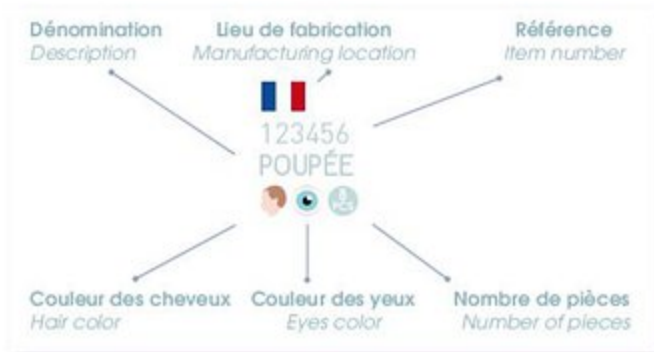 Dénomination
Description
Lieu de fabrication
Manufacturing location
Référence
Item number
123456
POUPÉE
PCs
Couleur des cheveux
Hair color
Couleur des yeux
Eyes color
Nombre de pièces
Number of pieces